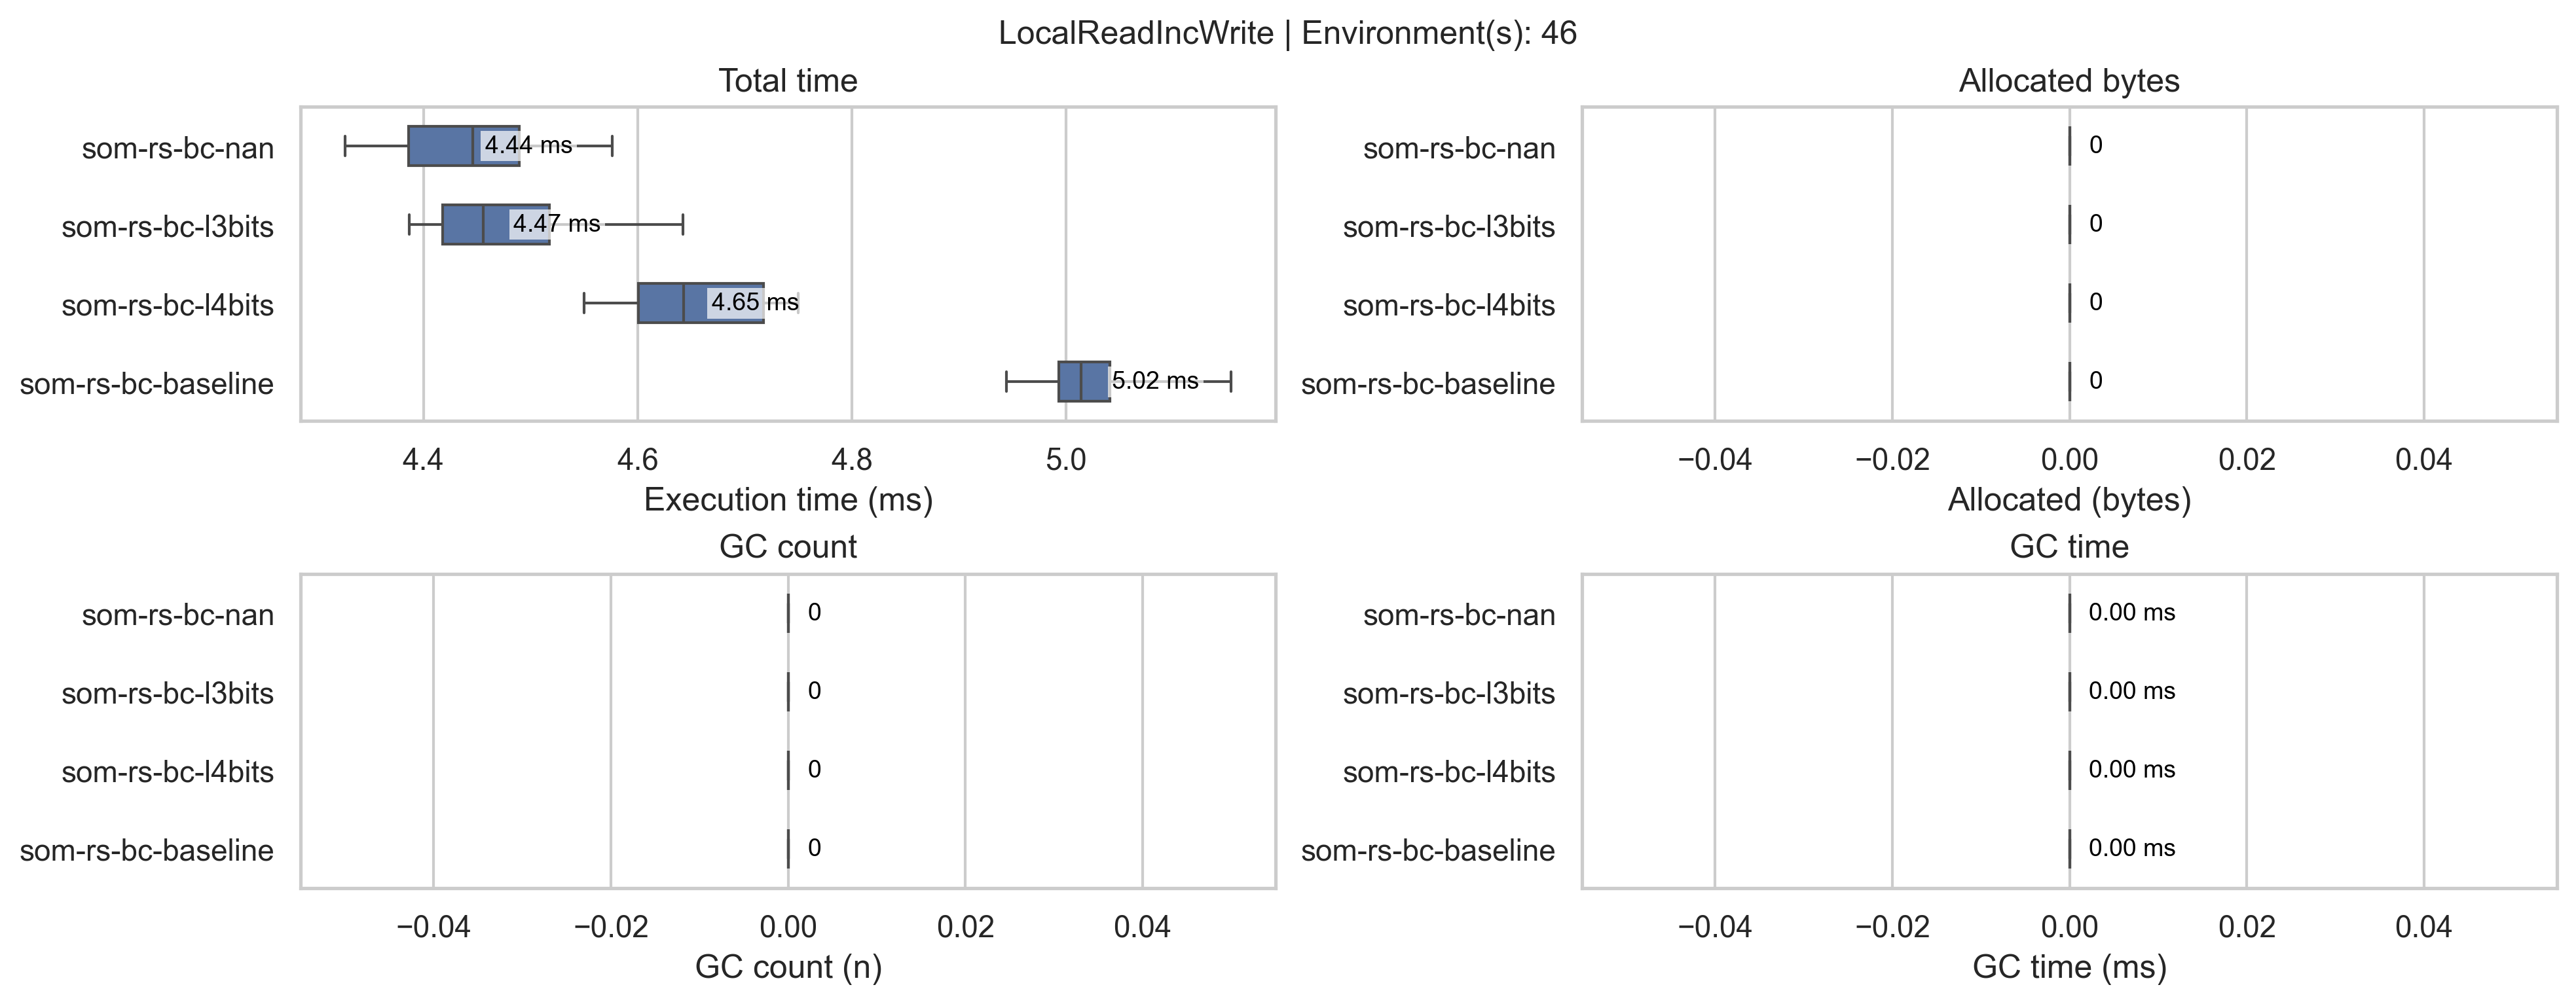 LocalReadIncWrite | Environment(s): 46
Total time
som-rs-bc-nan
4.44 ms
som-rs-bc-l3bits
4.47 ms
som-rs-bc-l4bits
4.65 ms
som-rs-bc-baseline
5.02 ms
4.4 4.6 4.8 5.0
Execution time (ms)
Allocated bytes
som-rs-bc-nan
0
som-rs-bc-l3bits
0
som-rs-bc-l4bits
0
som-rs-bc-baseline
0
−0.04 −0.02 0.00 0.02 0.04
Allocated (bytes)
GC count
som-rs-bc-nan
0
som-rs-bc-l3bits
0
som-rs-bc-l4bits
0
som-rs-bc-baseline
0
−0.04 −0.02 0.00 0.02 0.04
GC count (n)
GC time
som-rs-bc-nan
0.00 ms
som-rs-bc-l3bits
0.00 ms
som-rs-bc-l4bits
0.00 ms
som-rs-bc-baseline
0.00 ms
−0.04 −0.02 0.00 0.02 0.04
GC time (ms)